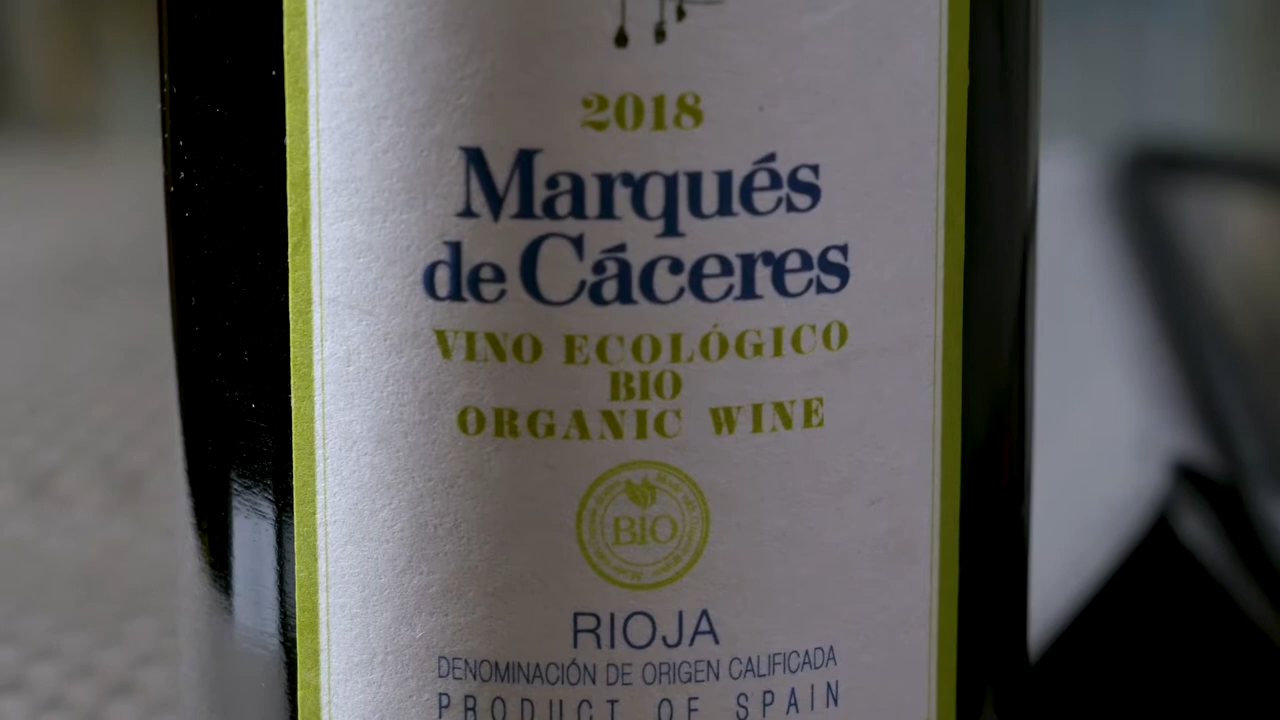 2018
Marqués
de Cáceres
VINO ECOLÓGICO
BIO
ORGANIC WINE
BIO
RIOJA
DENOMINACIÓN DE ORIGEN CALIFICADA
PRODUCT OF SPAIN